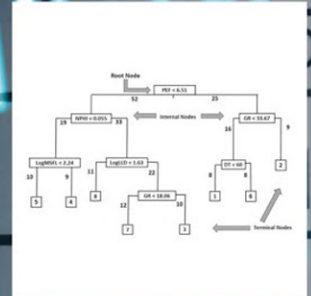 Root Node
PEF < 6.51
52 25
NPHI < 0.055
Internal Nodes
GR < 33.67
19 33 16 9
LogMSFL < 2.24
LogLLD < 1.63
DT < 60
2
10 9 11 22 8 8
5 4 8
GR < 18.06
1 6
12 10
7 3
Terminal Nodes